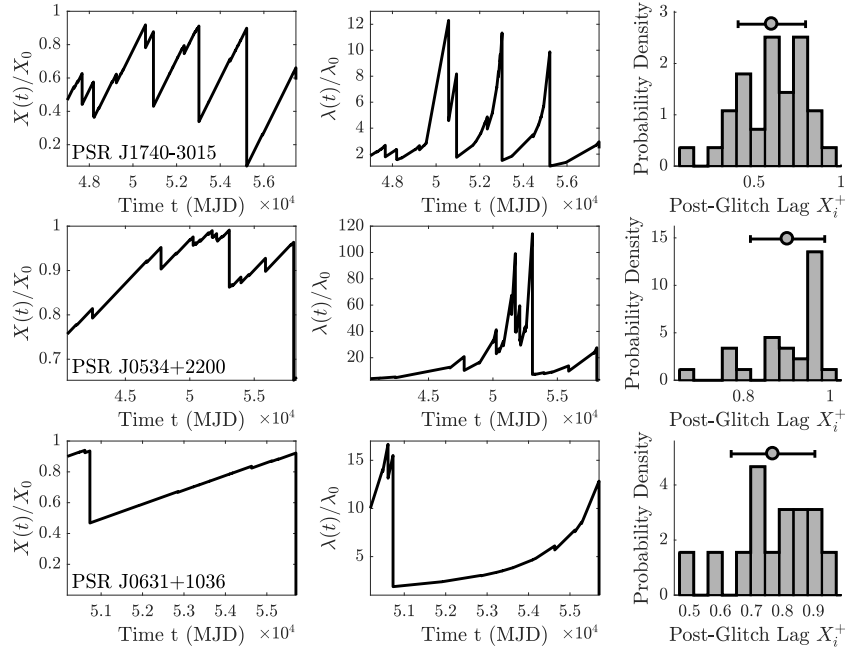 X(t)/X₀
1
0.8
0.6
0.4
0.2
PSR J1740-3015
4.8 5 5.2 5.4 5.6
Time t (MJD) ×10⁴
λ(t)/λ₀
12
10
8
6
4
2
4.8 5 5.2 5.4 5.6
Time t (MJD) ×10⁴
Probability Density
3
2
1
0
0.5 1
Post-Glitch Lag Xᵢ⁺
X(t)/X₀
1
0.9
0.8
0.7
PSR J0534+2200
4.5 5 5.5
Time t (MJD) ×10⁴
λ(t)/λ₀
120
100
80
60
40
20
4.5 5 5.5
Time t (MJD) ×10⁴
Probability Density
15
10
5
0
0.8 1
Post-Glitch Lag Xᵢ⁺
X(t)/X₀
1
0.8
0.6
0.4
0.2
0
PSR J0631+1036
5.1 5.2 5.3 5.4 5.5
Time t (MJD) ×10⁴
λ(t)/λ₀
15
10
5
5.1 5.2 5.3 5.4 5.5
Time t (MJD) ×10⁴
Probability Density
4
2
0
0.5 0.6 0.7 0.8 0.9
Post-Glitch Lag Xᵢ⁺